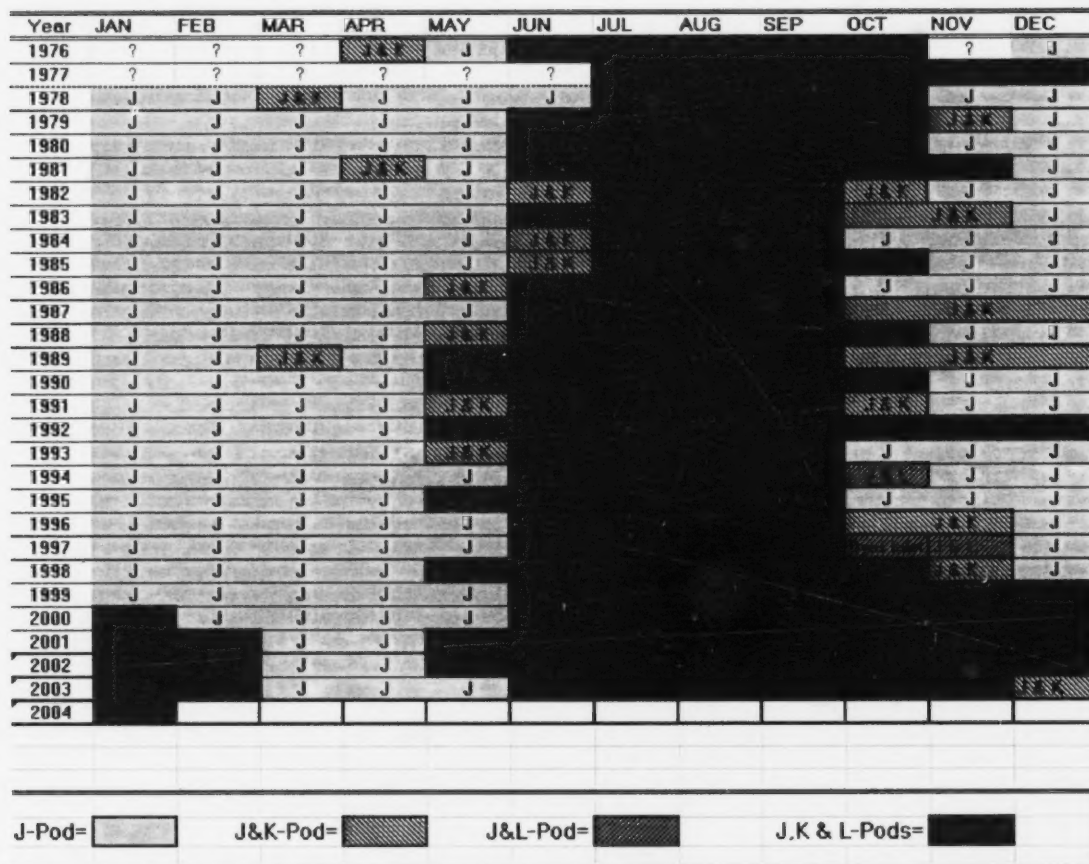 Year JAN FEB MAR APR MAY JUN JUL AUG SEP OCT NOV DEC
1976 ? ? ? J&K J ? J
1977 ? ? ? ? ? ?
1978 J J J&K J J J J J
1979 J J J J J J&K J
1980 J J J J J J J
1981 J J J J&K J J
1982 J J J J J J&K J&K J J
1983 J J J J J J&K J
1984 J J J J J J&K J J J
1985 J J J J J J&K J J
1986 J J J J J&K J J J
1987 J J J J J J&K
1988 J J J J J&K J J
1989 J J J&K J J&K
1990 J J J J J J
1991 J J J J J&K J&K J J
1992 J J J J
1993 J J J J J&K J J J
1994 J J J J J J J
1995 J J J J J J J
1996 J J J J J J&K J
1997 J J J J J J
1998 J J J J J&K J
1999 J J J J J
2000 J J J J
2001 J J
2002 J J
2003 J J J J&K
2004
J-Pod= J&K-Pod= J&L-Pod= J,K & L-Pods=